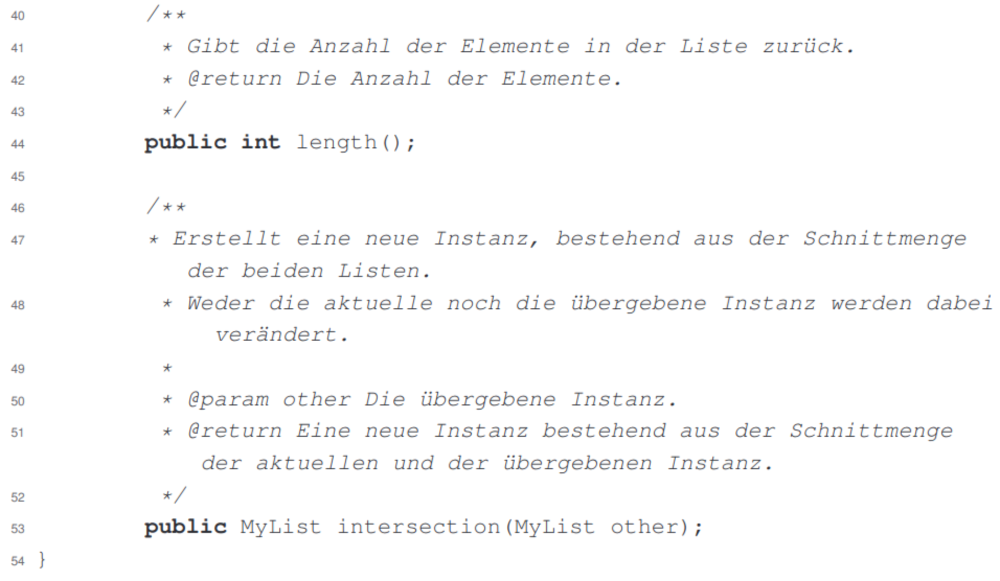 40 /**
41 * Gibt die Anzahl der Elemente in der Liste zurück.
42 * @return Die Anzahl der Elemente.
43 */
44 public int length();
45
46 /**
47 * Erstellt eine neue Instanz, bestehend aus der Schnittmenge
der beiden Listen.
48 * Weder die aktuelle noch die übergebene Instanz werden dabei
verändert.
49 *
50 * @param other Die übergebene Instanz.
51 * @return Eine neue Instanz bestehend aus der Schnittmenge
der aktuellen und der übergebenen Instanz.
52 */
53 public MyList intersection(MyList other);
54 }